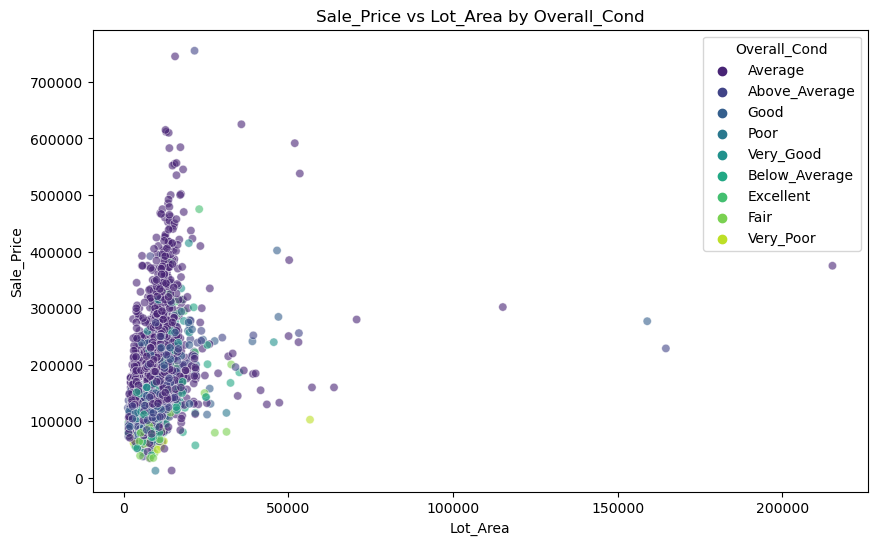 Sale_Price vs Lot_Area by Overall_Cond
Overall_Cond
Average
Above_Average
Good
Poor
Very_Good
Below_Average
Excellent
Fair
Very_Poor
Sale_Price
700000
600000
500000
400000
300000
200000
100000
0
0
50000
100000
150000
200000
Lot_Area